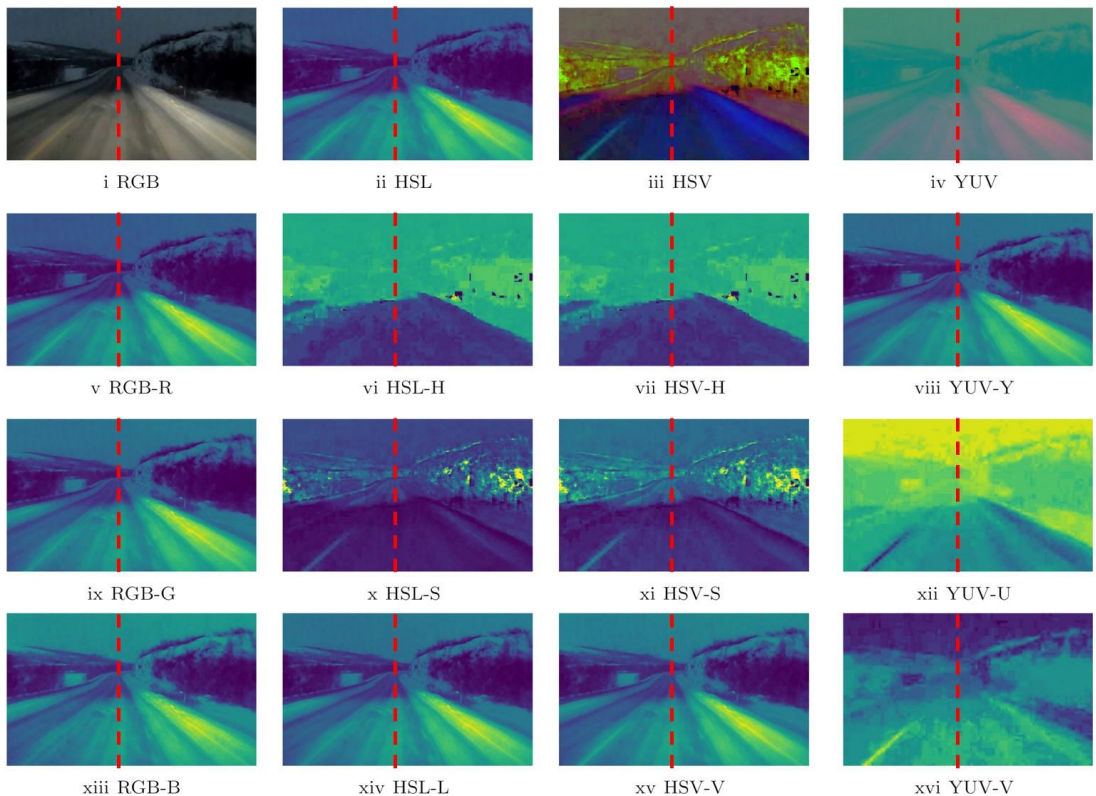 i RGB
ii HSL
iii HSV
iv YUV
v RGB-R
vi HSL-H
vii HSV-H
viii YUV-Y
ix RGB-G
x HSL-S
xi HSV-S
xii YUV-U
xiii RGB-B
xiv HSL-L
xv HSV-V
xvi YUV-V